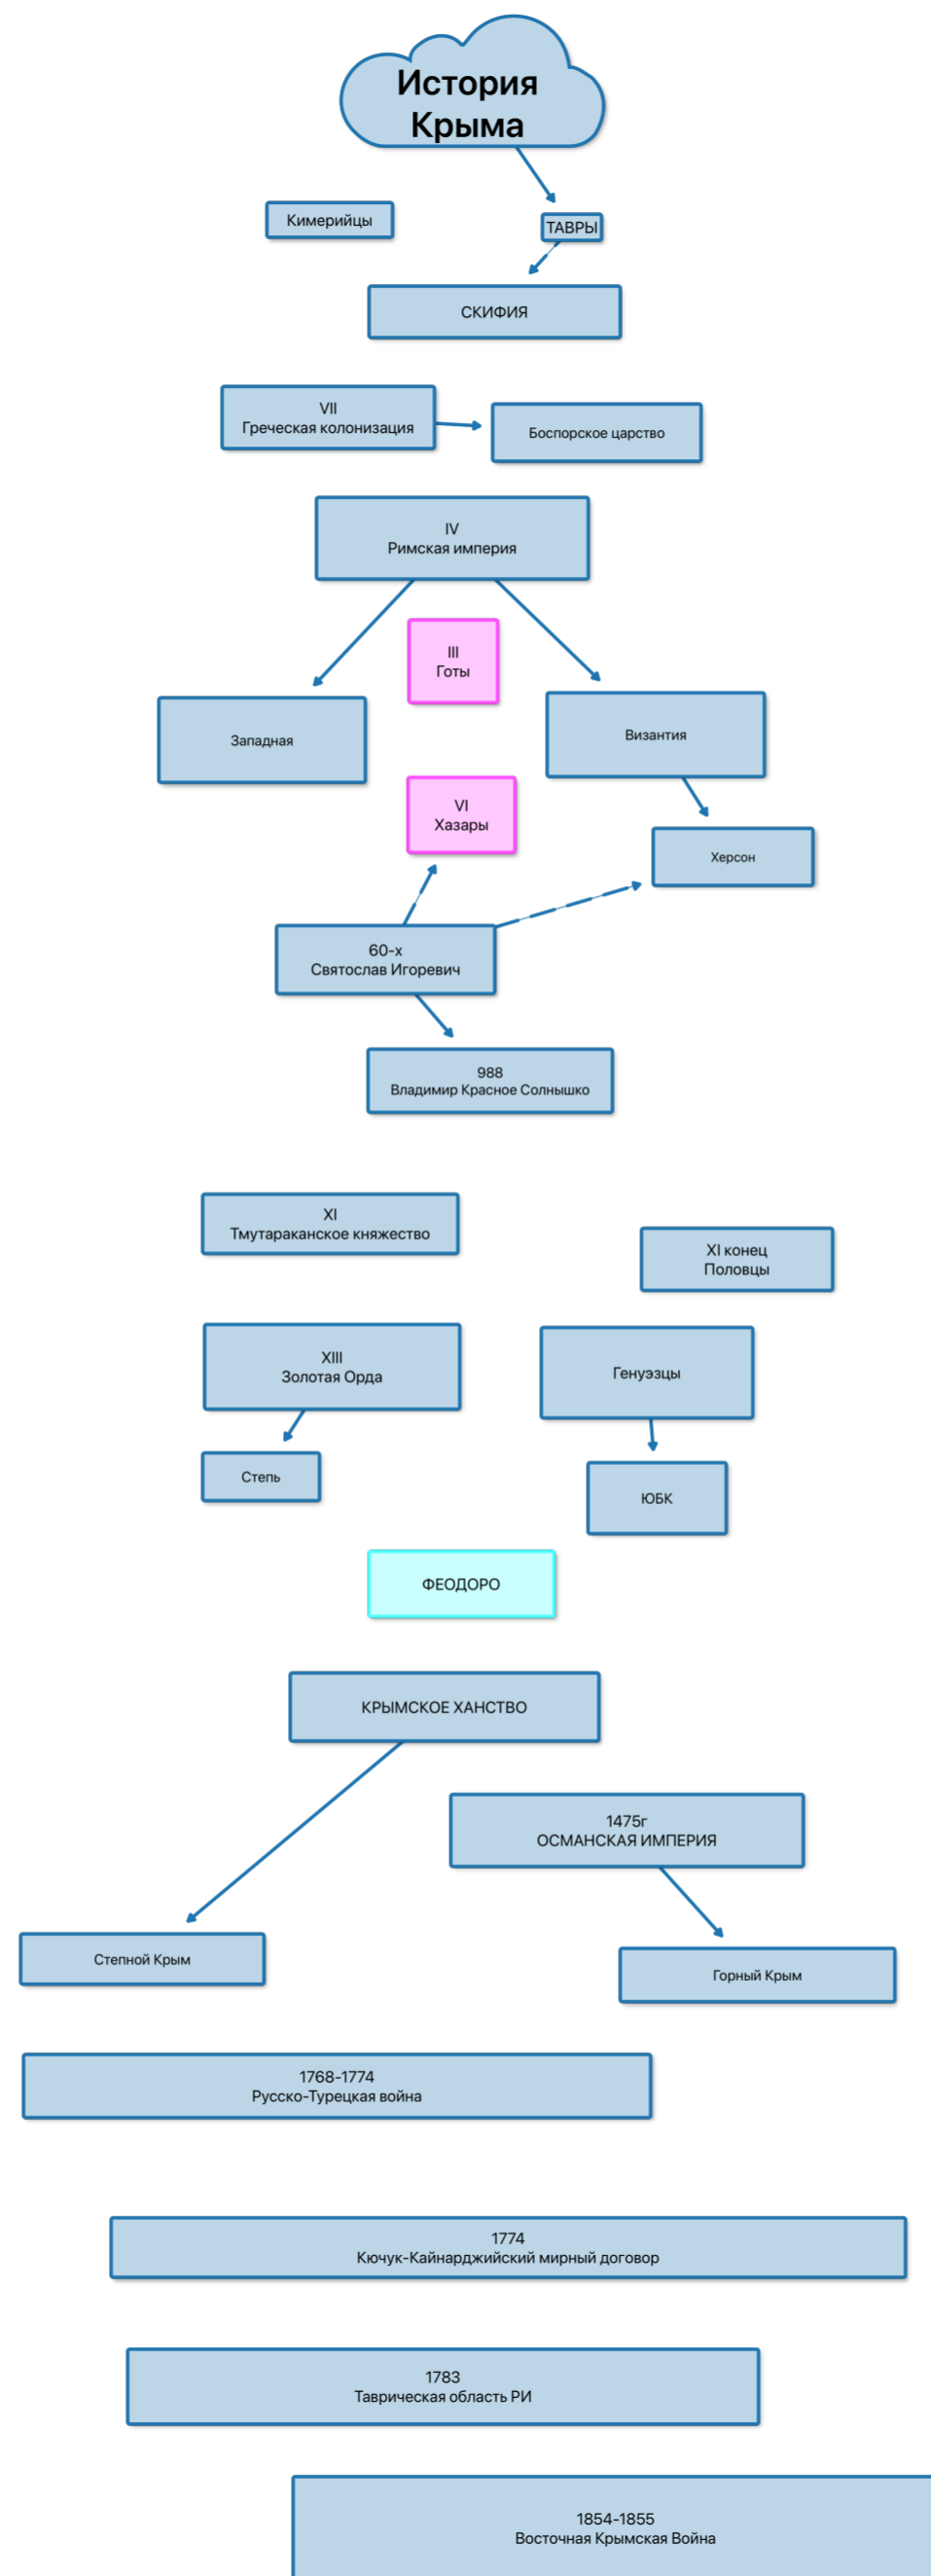 История
Крыма
Кимерийцы
ТАВРЫ
СКИФИЯ
VII
Греческая колонизация
Боспорское царство
IV
Римская империя
III
Готы
Западная
Византия
VI
Хазары
Херсон
60-х
Святослав Игоревич
988
Владимир Красное Солнышко
XI
Тмутараканское княжество
XI конец
Половцы
XIII
Золотая Орда
Генуэзцы
Степь
ЮБК
ФЕОДОРО
КРЫМСКОЕ ХАНСТВО
1475г
ОСМАНСКАЯ ИМПЕРИЯ
Степной Крым
Горный Крым
1768-1774
Русско-Турецкая война
1774
Кючук-Кайнарджийский мирный договор
1783
Таврическая область РИ
1854-1855
Восточная Крымская Война